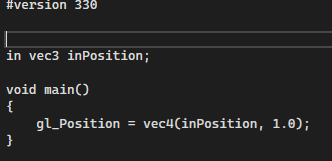 #version 330
in vec3 inPosition;
void main()
{
    gl_Position = vec4(inPosition, 1.0);
}